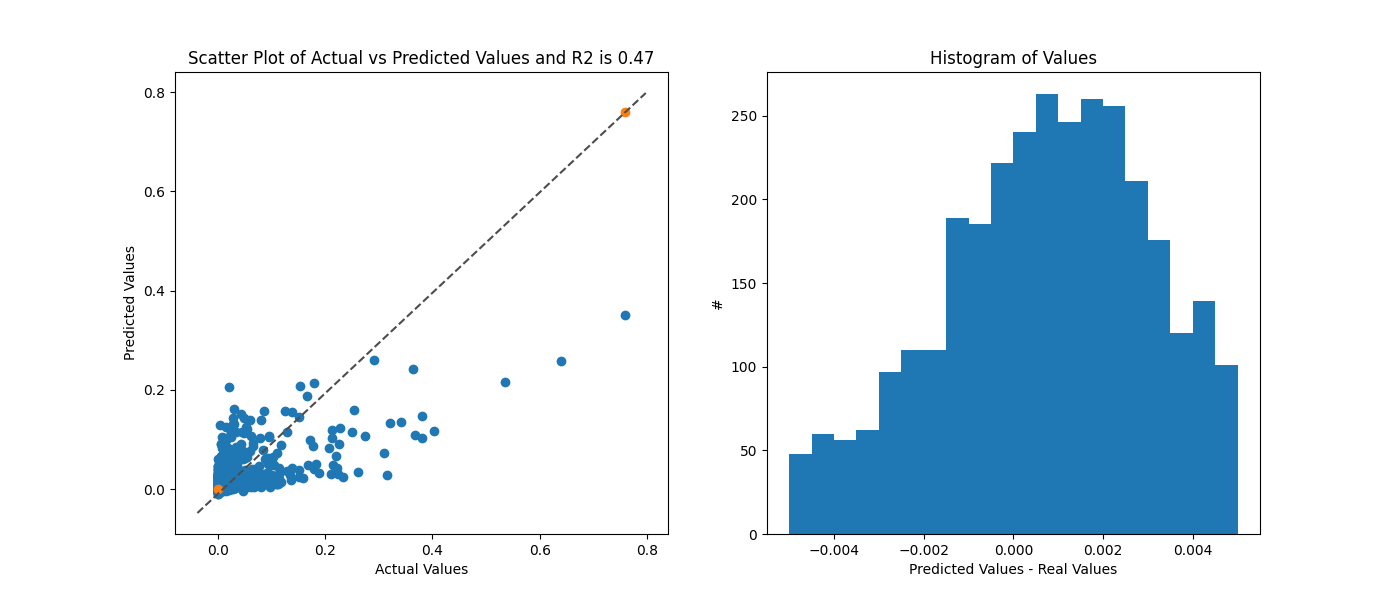 Scatter Plot of Actual vs Predicted Values and R2 is 0.47
0.8
0.6
0.4
0.2
0.0
Predicted Values
0.0 0.2 0.4 0.6 0.8
Actual Values
Histogram of Values
250
200
150
100
50
0
#
−0.004 −0.002 0.000 0.002 0.004
Predicted Values - Real Values